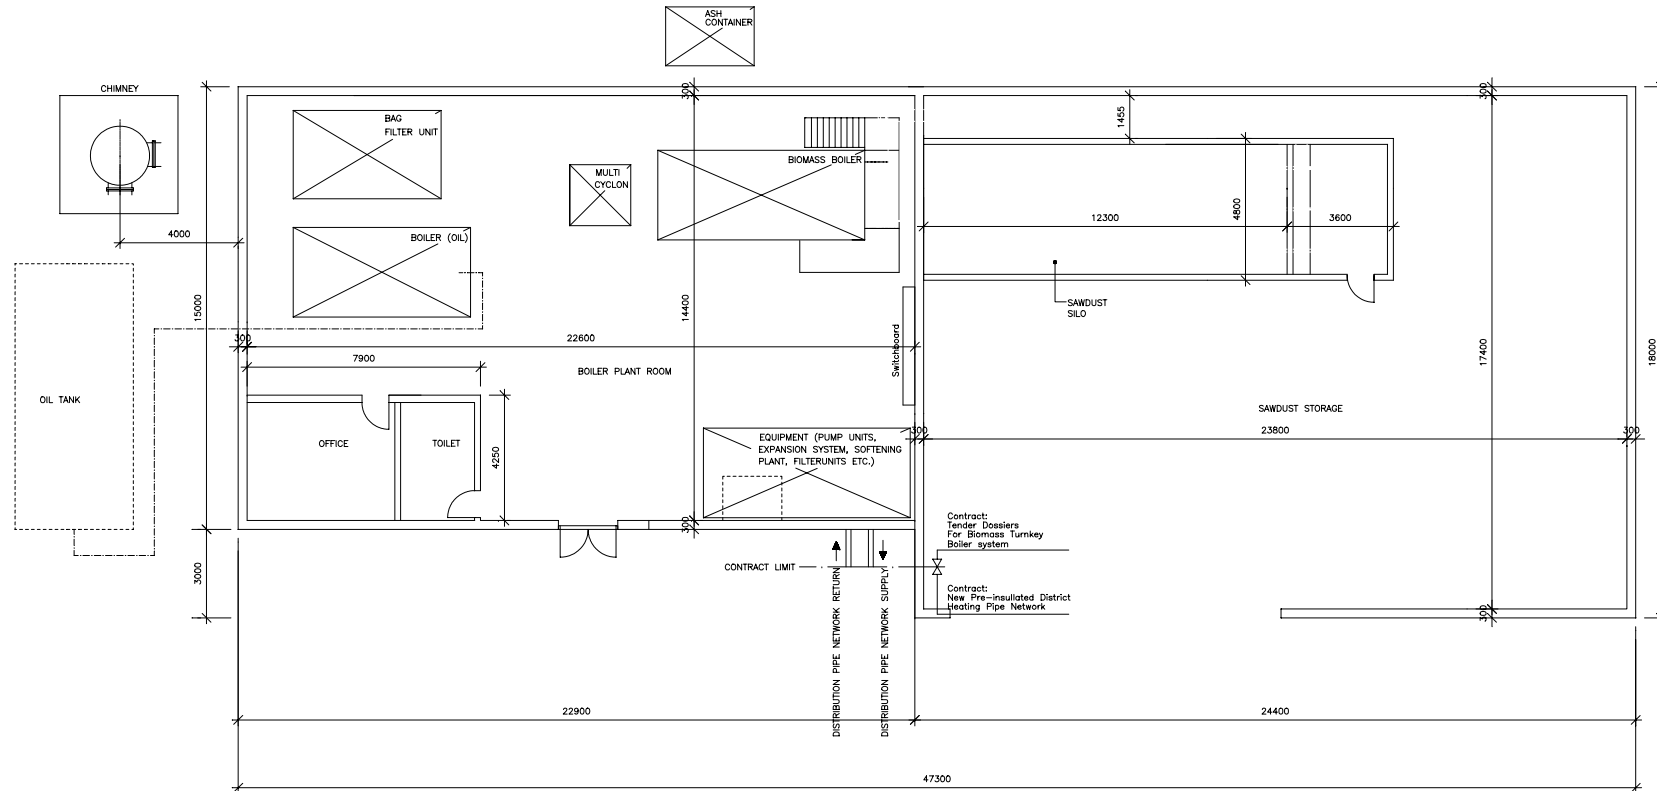 ASH
CONTAINER
CHIMNEY
300
300
BAG
FILTER UNIT
1455
BIOMASS BOILER
MULTI
CYCLON
12300
4800
3600
4000
BOILER (OIL)
15000
14400
SAWDUST
SILO
300
22600
Switchboard
17400
18000
7900
BOILER PLANT ROOM
OIL TANK
SAWDUST STORAGE
OFFICE
TOILET
4250
EQUIPMENT (PUMP UNITS,
EXPANSION SYSTEM, SOFTENING
PLANT, FILTERUNITS ETC.)
300
23800
300
300
Contract:
Tender Dossiers
For Biomass Turnkey
Boiler system
3000
CONTRACT LIMIT
Contract:
New Pre-insullated District
Heating Pipe Network
300
DISTRIBUTION PIPE NETWORK RETURN
DISTRIBUTION PIPE NETWORK SUPPLY
22900
24400
47300